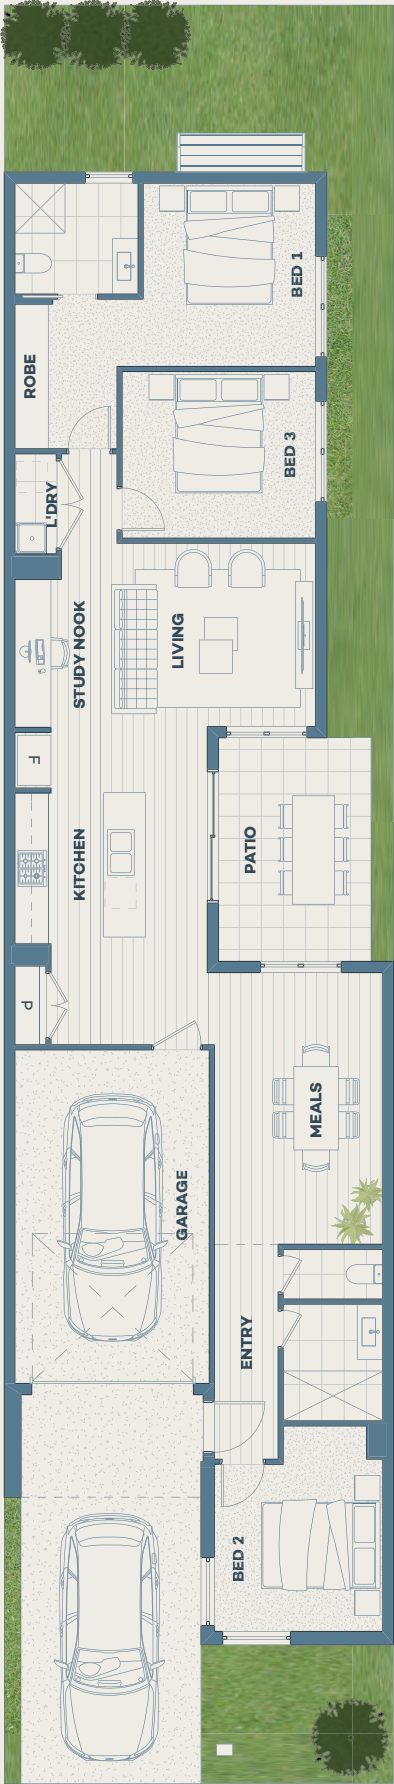 BED 1
ROBE
BED 3
L'DRY
LIVING
STUDY NOOK
F
KITCHEN
PATIO
P
MEALS
GARAGE
ENTRY
BED 2